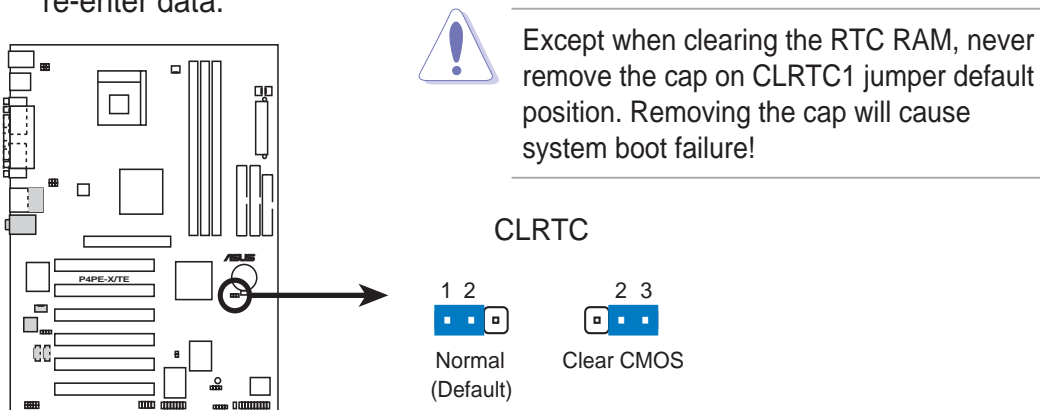 re-enter data.
Except when clearing the RTC RAM, never
remove the cap on CLRTC1 jumper default
position. Removing the cap will cause
system boot failure!
CLRTC
/ISUS
P4PE-X/TE
1 2
2 3
Normal
(Default)
Clear CMOS